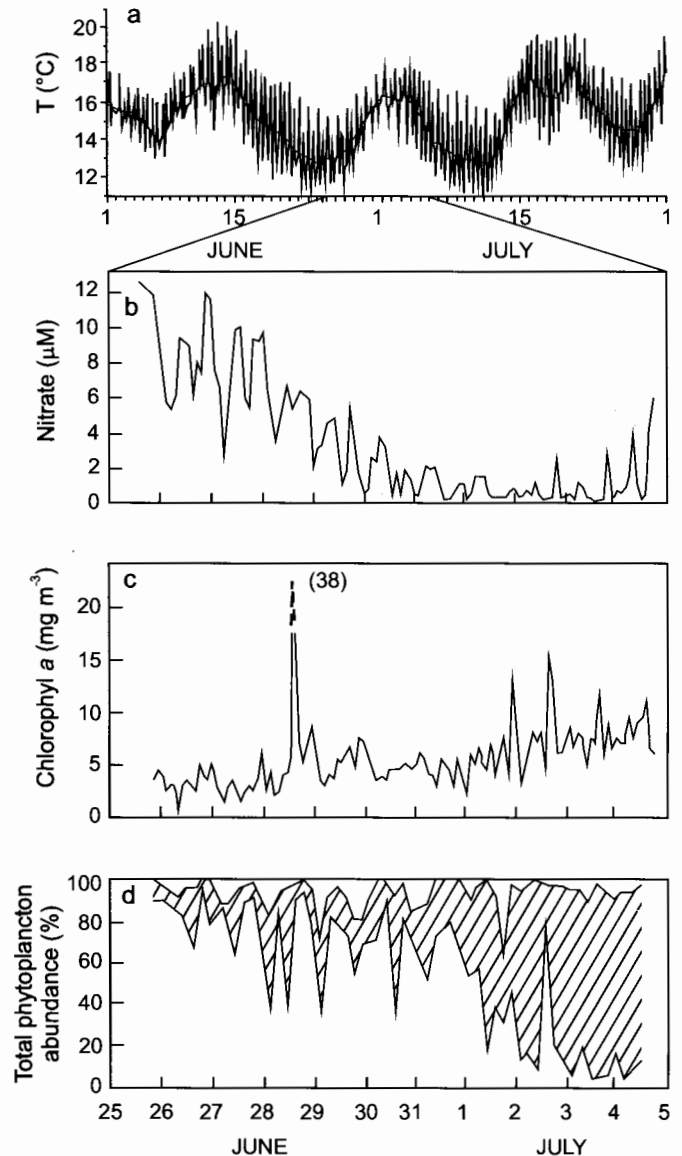 a
T (°C)
20
18
16
14
12
1 15 1 15 1
JUNE JULY
b
Nitrate (μM)
12
10
8
6
4
2
0
c
(38)
Chlorophyl a (mg m⁻³)
20
15
10
5
0
d
Total phytoplancton
abundance (%)
100
80
60
40
20
0
25 26 27 28 29 30 31 1 2 3 4 5
JUNE JULY